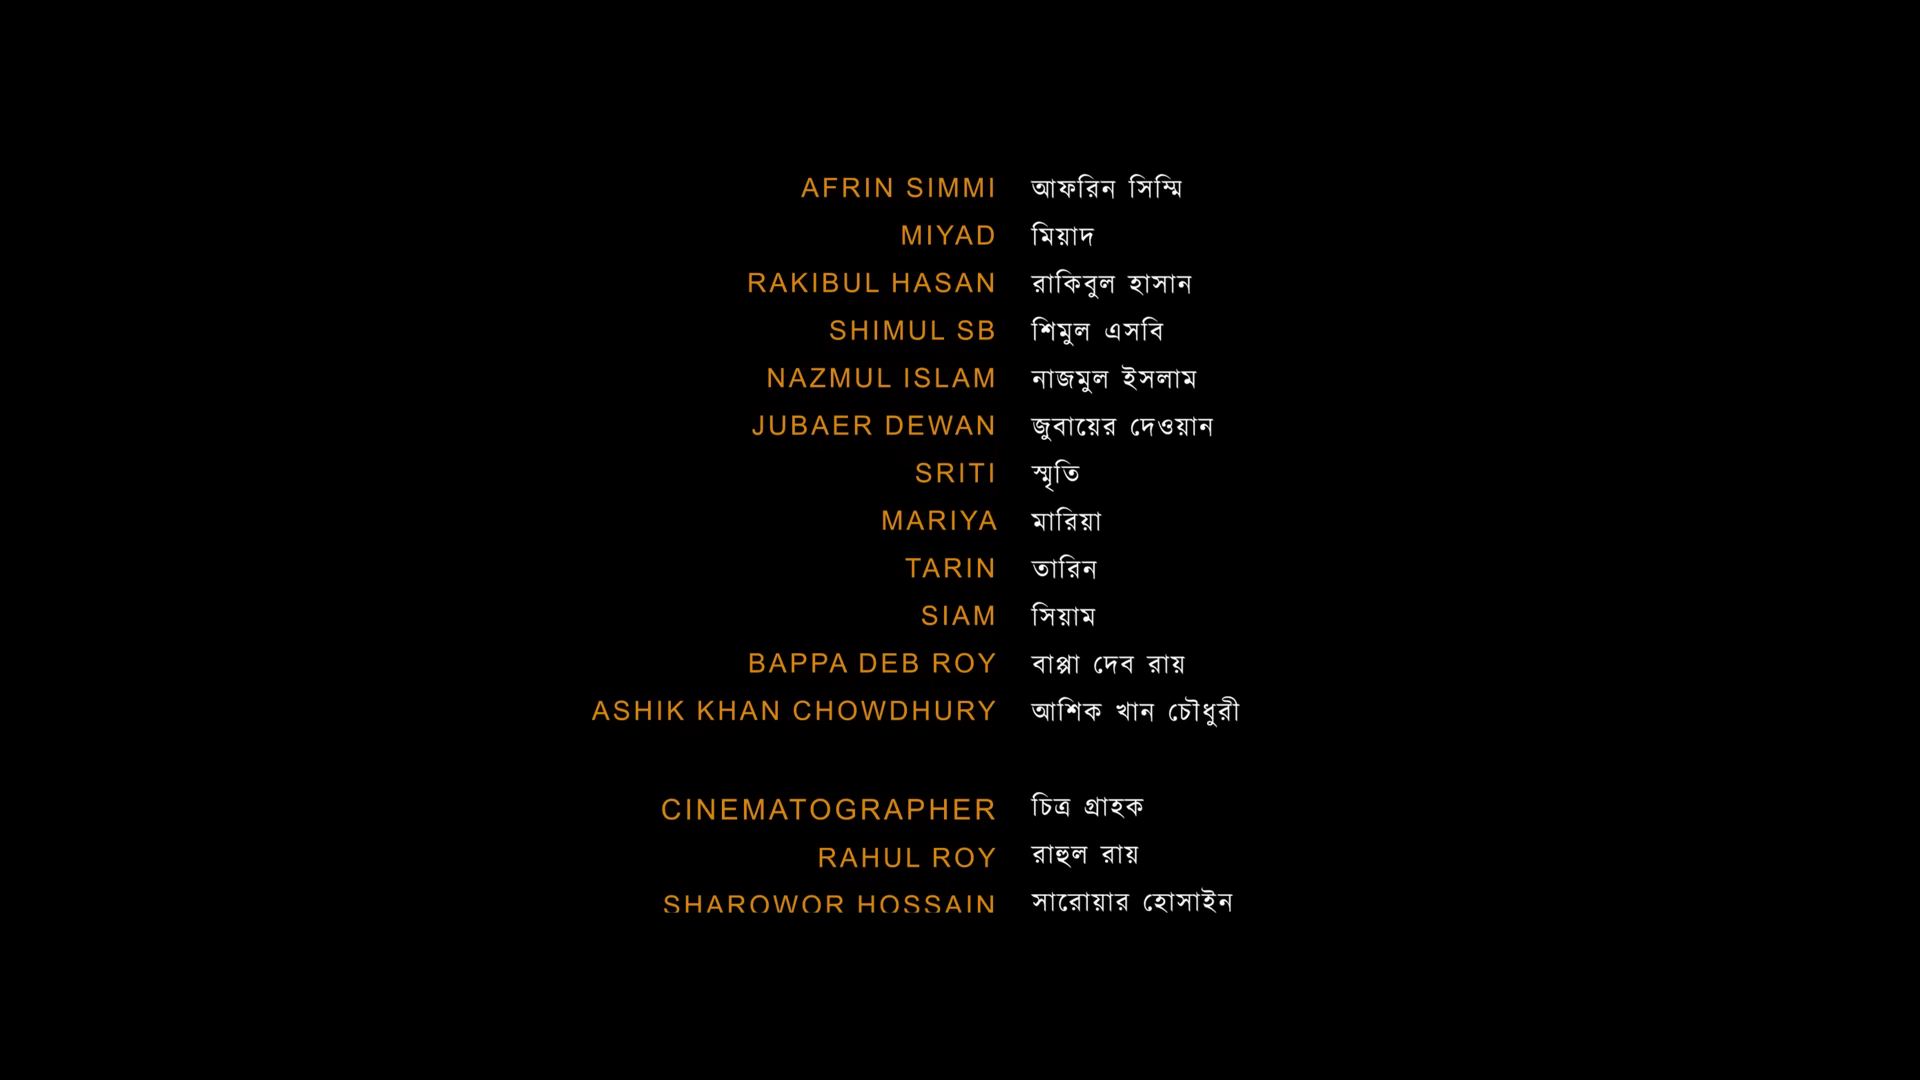 AFRIN SIMMI আফরিন সিম্মি
MIYAD মিয়াদ
RAKIBUL HASAN রাকিবুল হাসান
SHIMUL SB শিমুল এসবি
NAZMUL ISLAM নাজমুল ইসলাম
JUBAER DEWAN জুবায়ের দেওয়ান
SRITI স্মৃতি
MARIYA মারিয়া
TARIN তারিন
SIAM সিয়াম
BAPPA DEB ROY বাপ্পা দেব রায়
ASHIK KHAN CHOWDHURY আশিক খান চৌধুরী
CINEMATOGRAPHER চিত্র গ্রাহক
RAHUL ROY রাহুল রায়
SHAROWOR HOSSAIN সারোয়ার হোসাইন